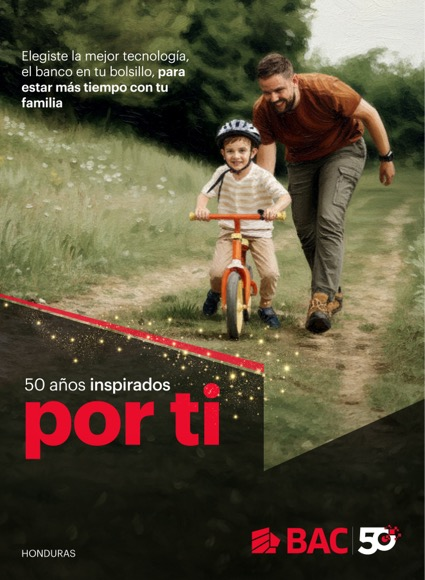 Elegiste la mejor tecnología,
el banco en tu bolsillo, para
estar más tiempo con tu
familia
50 años inspirados
por ti
HONDURAS
BAC 50